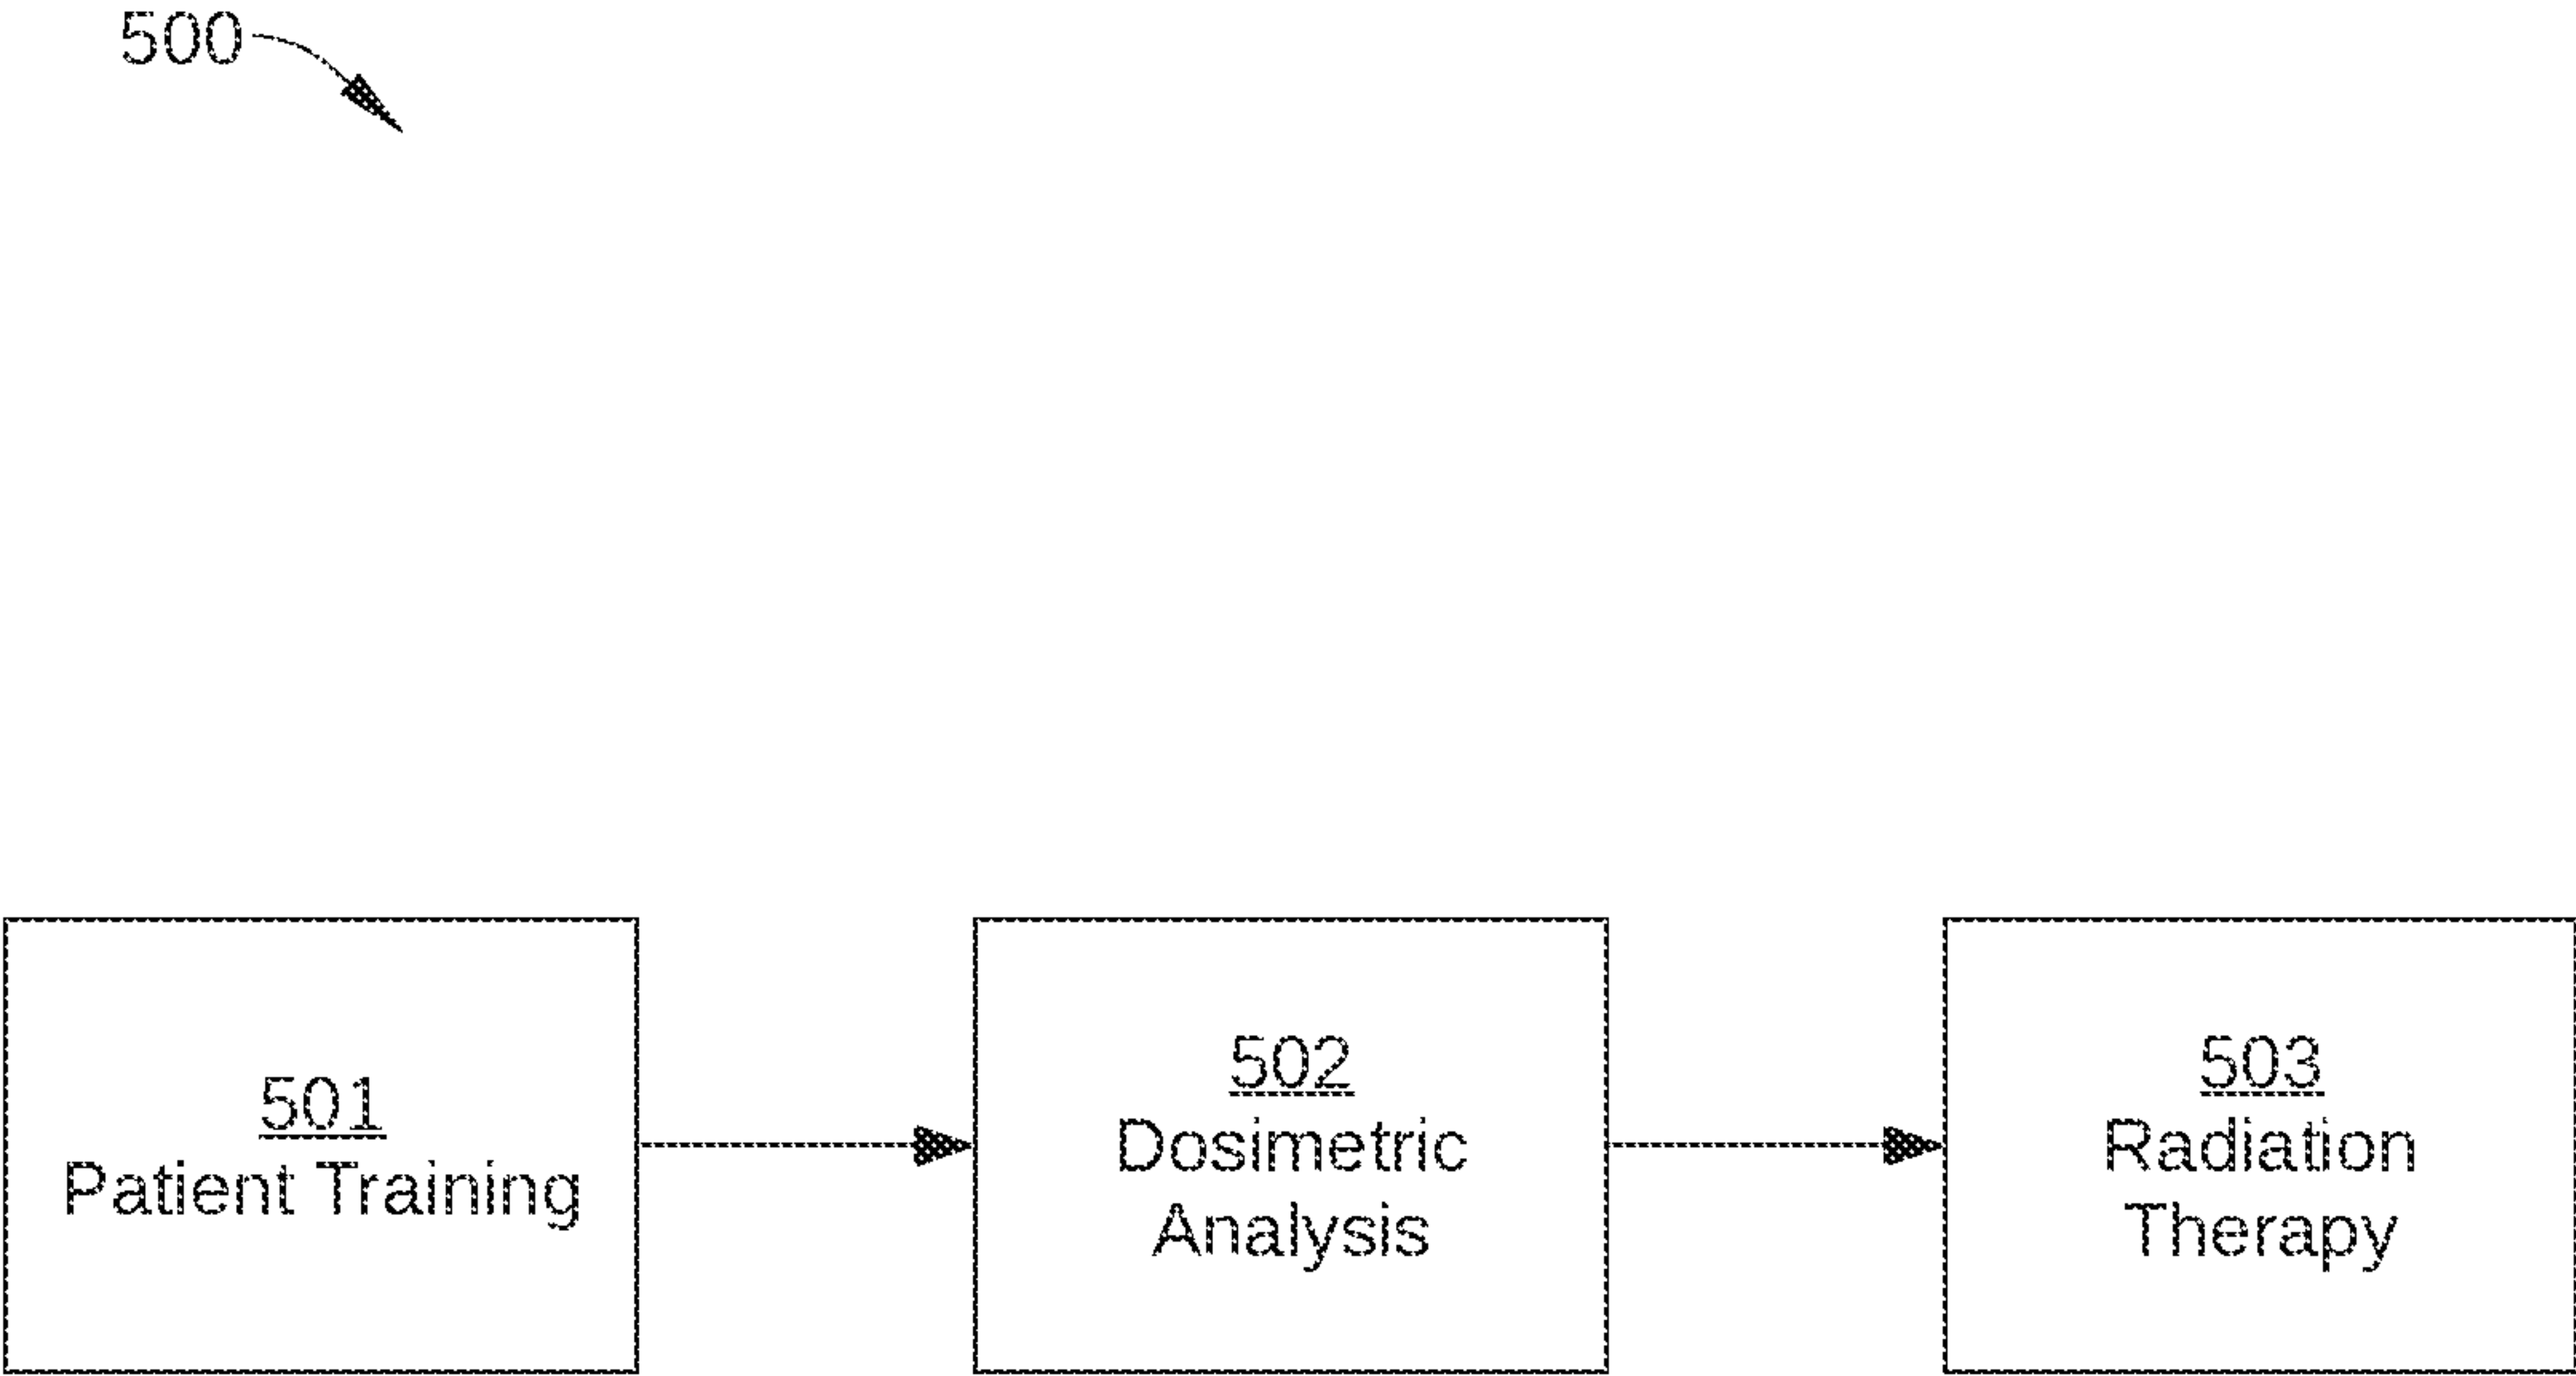 500
501
Patient Training
502
Dosimetric
Analysis
503
Radiation
Therapy